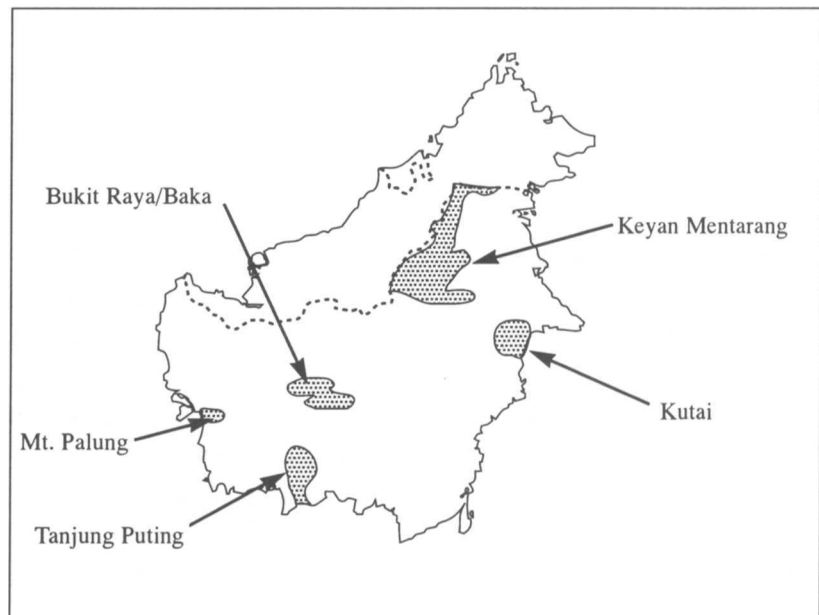 Bukit Raya/Baka
Keyan Mentarang
Kutai
Mt. Palung
Tanjung Puting